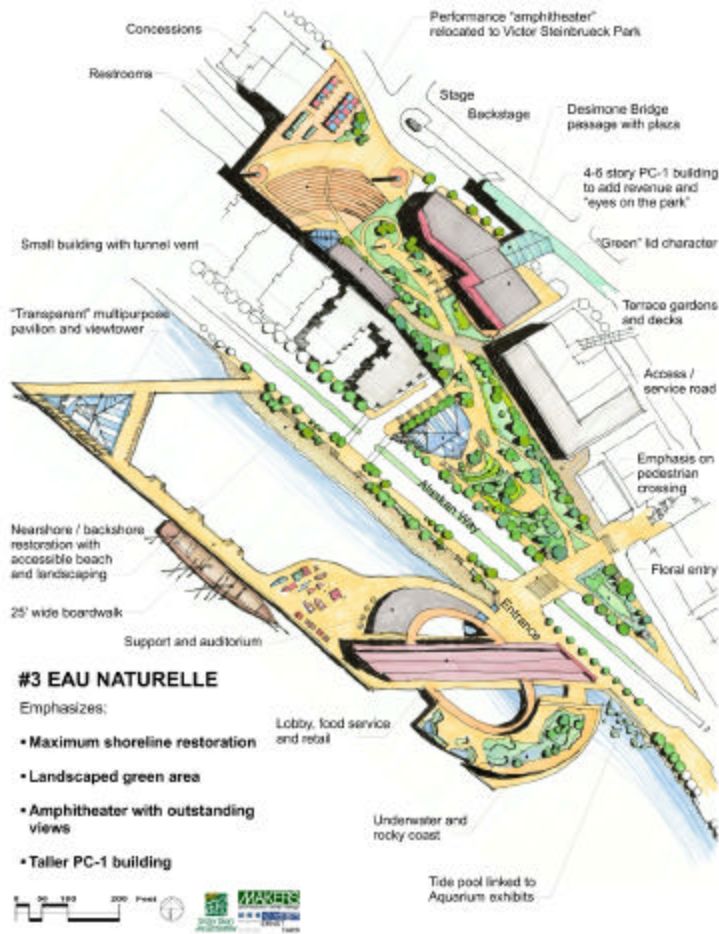 Concessions
Performance "amphitheater"
relocated to Victor Steinbrueck Park
Restrooms
Stage
Backstage
Desimone Bridge
passage with plaza
4-6 story PC-1 building
to add revenue and
"eyes on the park"
Small building with tunnel vent
"Green" lid character
"Transparent" multipurpose
pavilion and viewtower
Terrace gardens
and decks
Access /
service road
Emphasis on
pedestrian
crossing
Alaskan Way
Nearshore / backshore
restoration with
accessible beach
and landscaping
Floral entry
25' wide boardwalk
Entrance
Support and auditorium
#3 EAU NATURELLE
Emphasizes:
• Maximum shoreline restoration
• Landscaped green area
• Amphitheater with outstanding
views
• Taller PC-1 building
Lobby, food service
and retail
Underwater and
rocky coast
Tide pool linked to
Aquarium exhibits
0 50 100 200 Feet
MAKERS